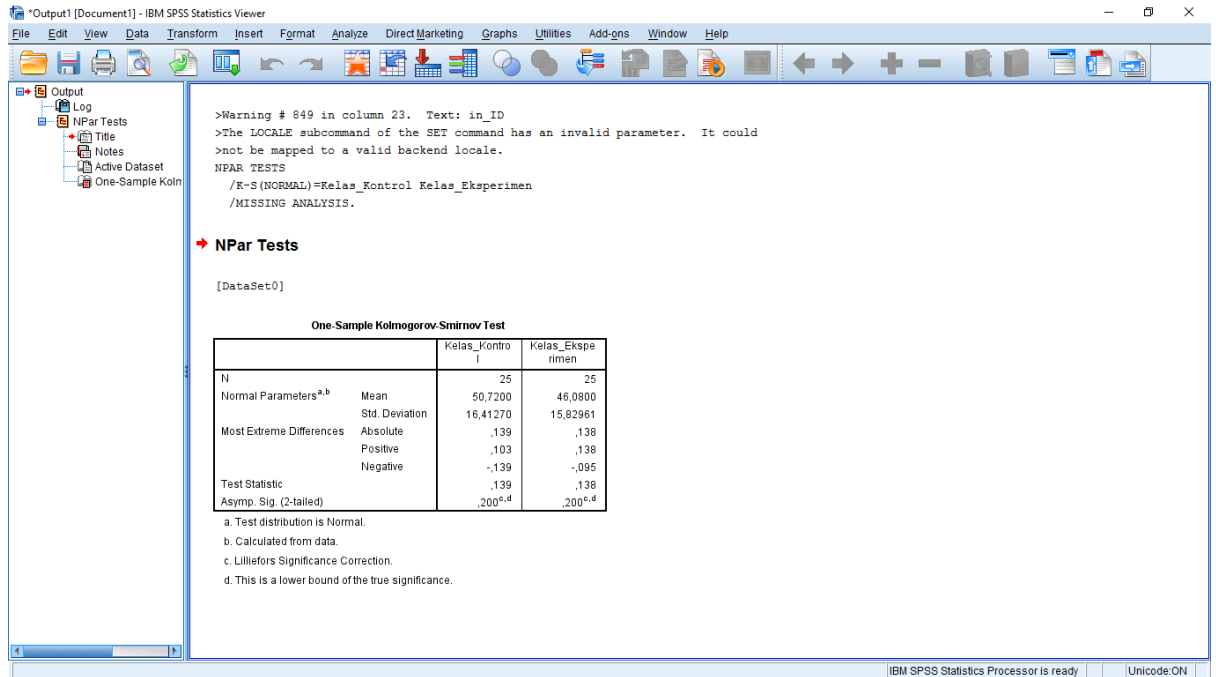 *Output1 [Document1] - IBM SPSS Statistics Viewer
File Edit View Data Transform Insert Format Analyze Direct Marketing Graphs Utilities Add-ons Window Help
Output
Log
NPar Tests
Title
Notes
Active Dataset
One-Sample Kolm
>Warning # 849 in column 23. Text: in_ID
>The LOCALE subcommand of the SET command has an invalid parameter. It could
>not be mapped to a valid backend locale.
NPAR TESTS
/K-S(NORMAL)=Kelas_Kontrol Kelas_Eksperimen
/MISSING ANALYSIS.
NPar Tests
[DataSet0]
One-Sample Kolmogorov-Smirnov Test
Kelas_Kontro
l
Kelas_Ekspe
rimen
N 25 25
Normal Parameters a,b Mean 50,7200 46,0800
Std. Deviation 16,41270 15,82961
Most Extreme Differences Absolute ,139 ,138
Positive ,103 ,138
Negative -,139 -,095
Test Statistic ,139 ,138
Asymp. Sig. (2-tailed) ,200 c,d ,200 c,d
a. Test distribution is Normal.
b. Calculated from data.
c. Lilliefors Significance Correction.
d. This is a lower bound of the true significance.
IBM SPSS Statistics Processor is ready Unicode:ON